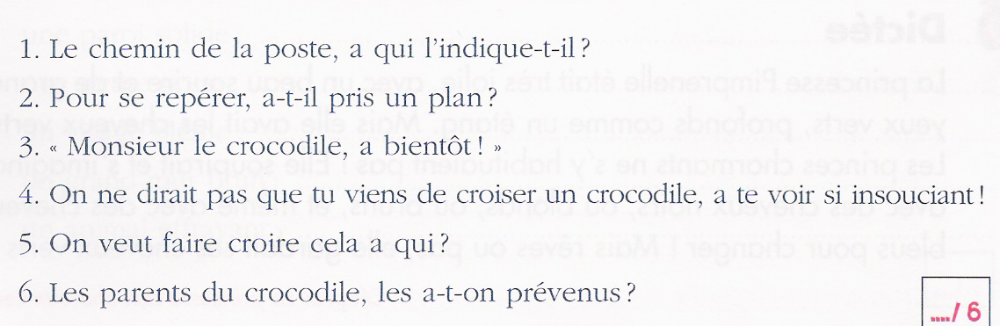 1. Le chemin de la poste, a qui l'indique-t-il ?
2. Pour se repérer, a-t-il pris un plan ?
3. « Monsieur le crocodile, a bientôt ! »
4. On ne dirait pas que tu viens de croiser un crocodile, a te voir si insouciant !
5. On veut faire croire cela a qui ?
6. Les parents du crocodile, les a-t-on prévenus ?
..../ 6